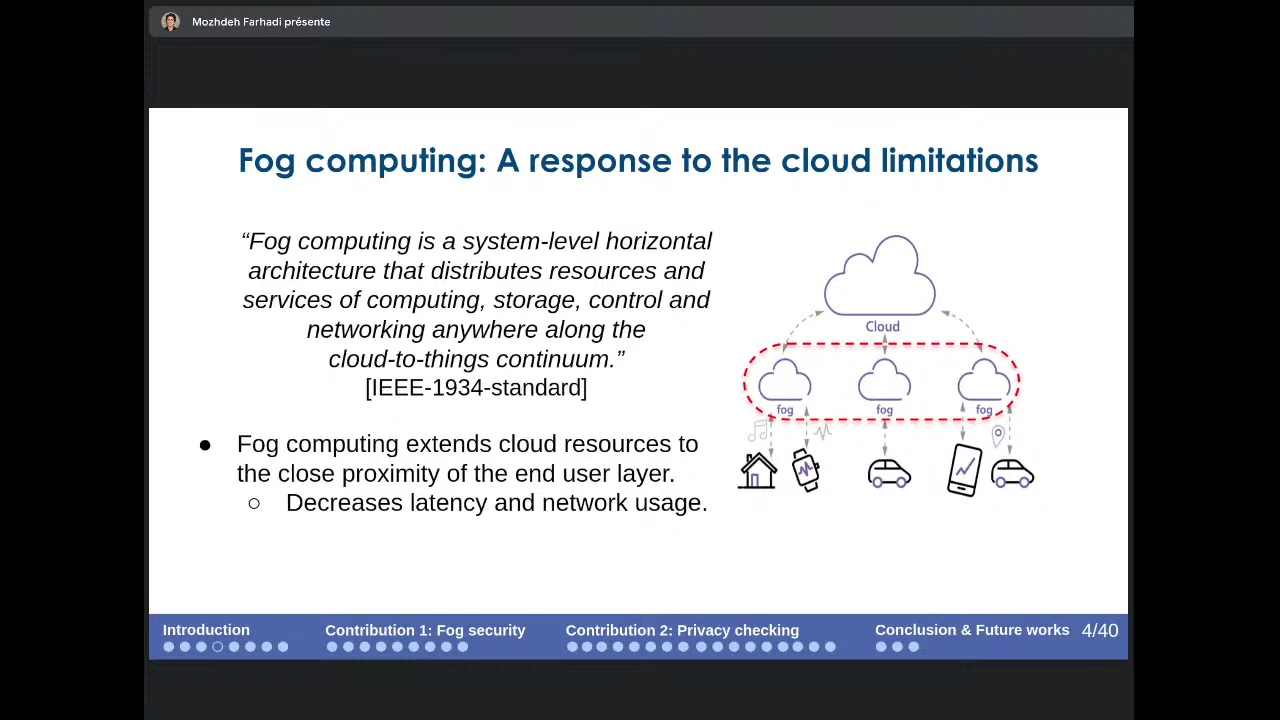 Mozhdeh Farhadi présente
Fog computing: A response to the cloud limitations
“Fog computing is a system-level horizontal
architecture that distributes resources and
services of computing, storage, control and
networking anywhere along the
cloud-to-things continuum.”
[IEEE-1934-standard]
● Fog computing extends cloud resources to
the close proximity of the end user layer.
○ Decreases latency and network usage.
Cloud
fog fog fog
Introduction Contribution 1: Fog security Contribution 2: Privacy checking Conclusion & Future works 4/40